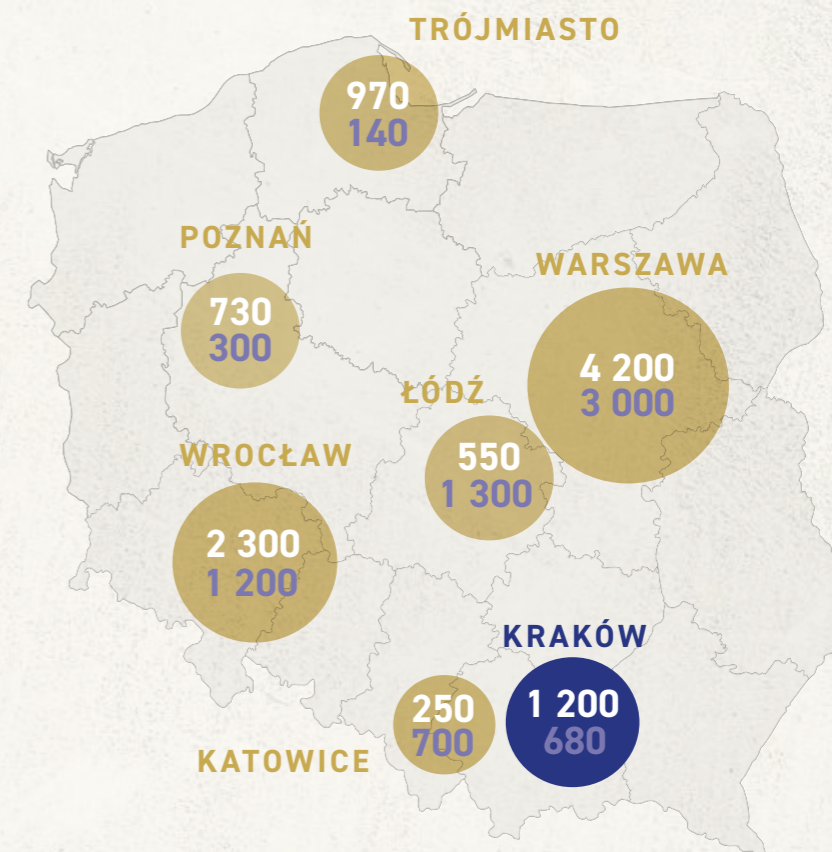 TRÓJMIASTO
970
140
POZNAŃ
730
300
WARSZAWA
4 200
3 000
ŁÓDŹ
550
1 300
WROCŁAW
2 300
1 200
KRAKÓW
1 200
680
250
700
KATOWICE